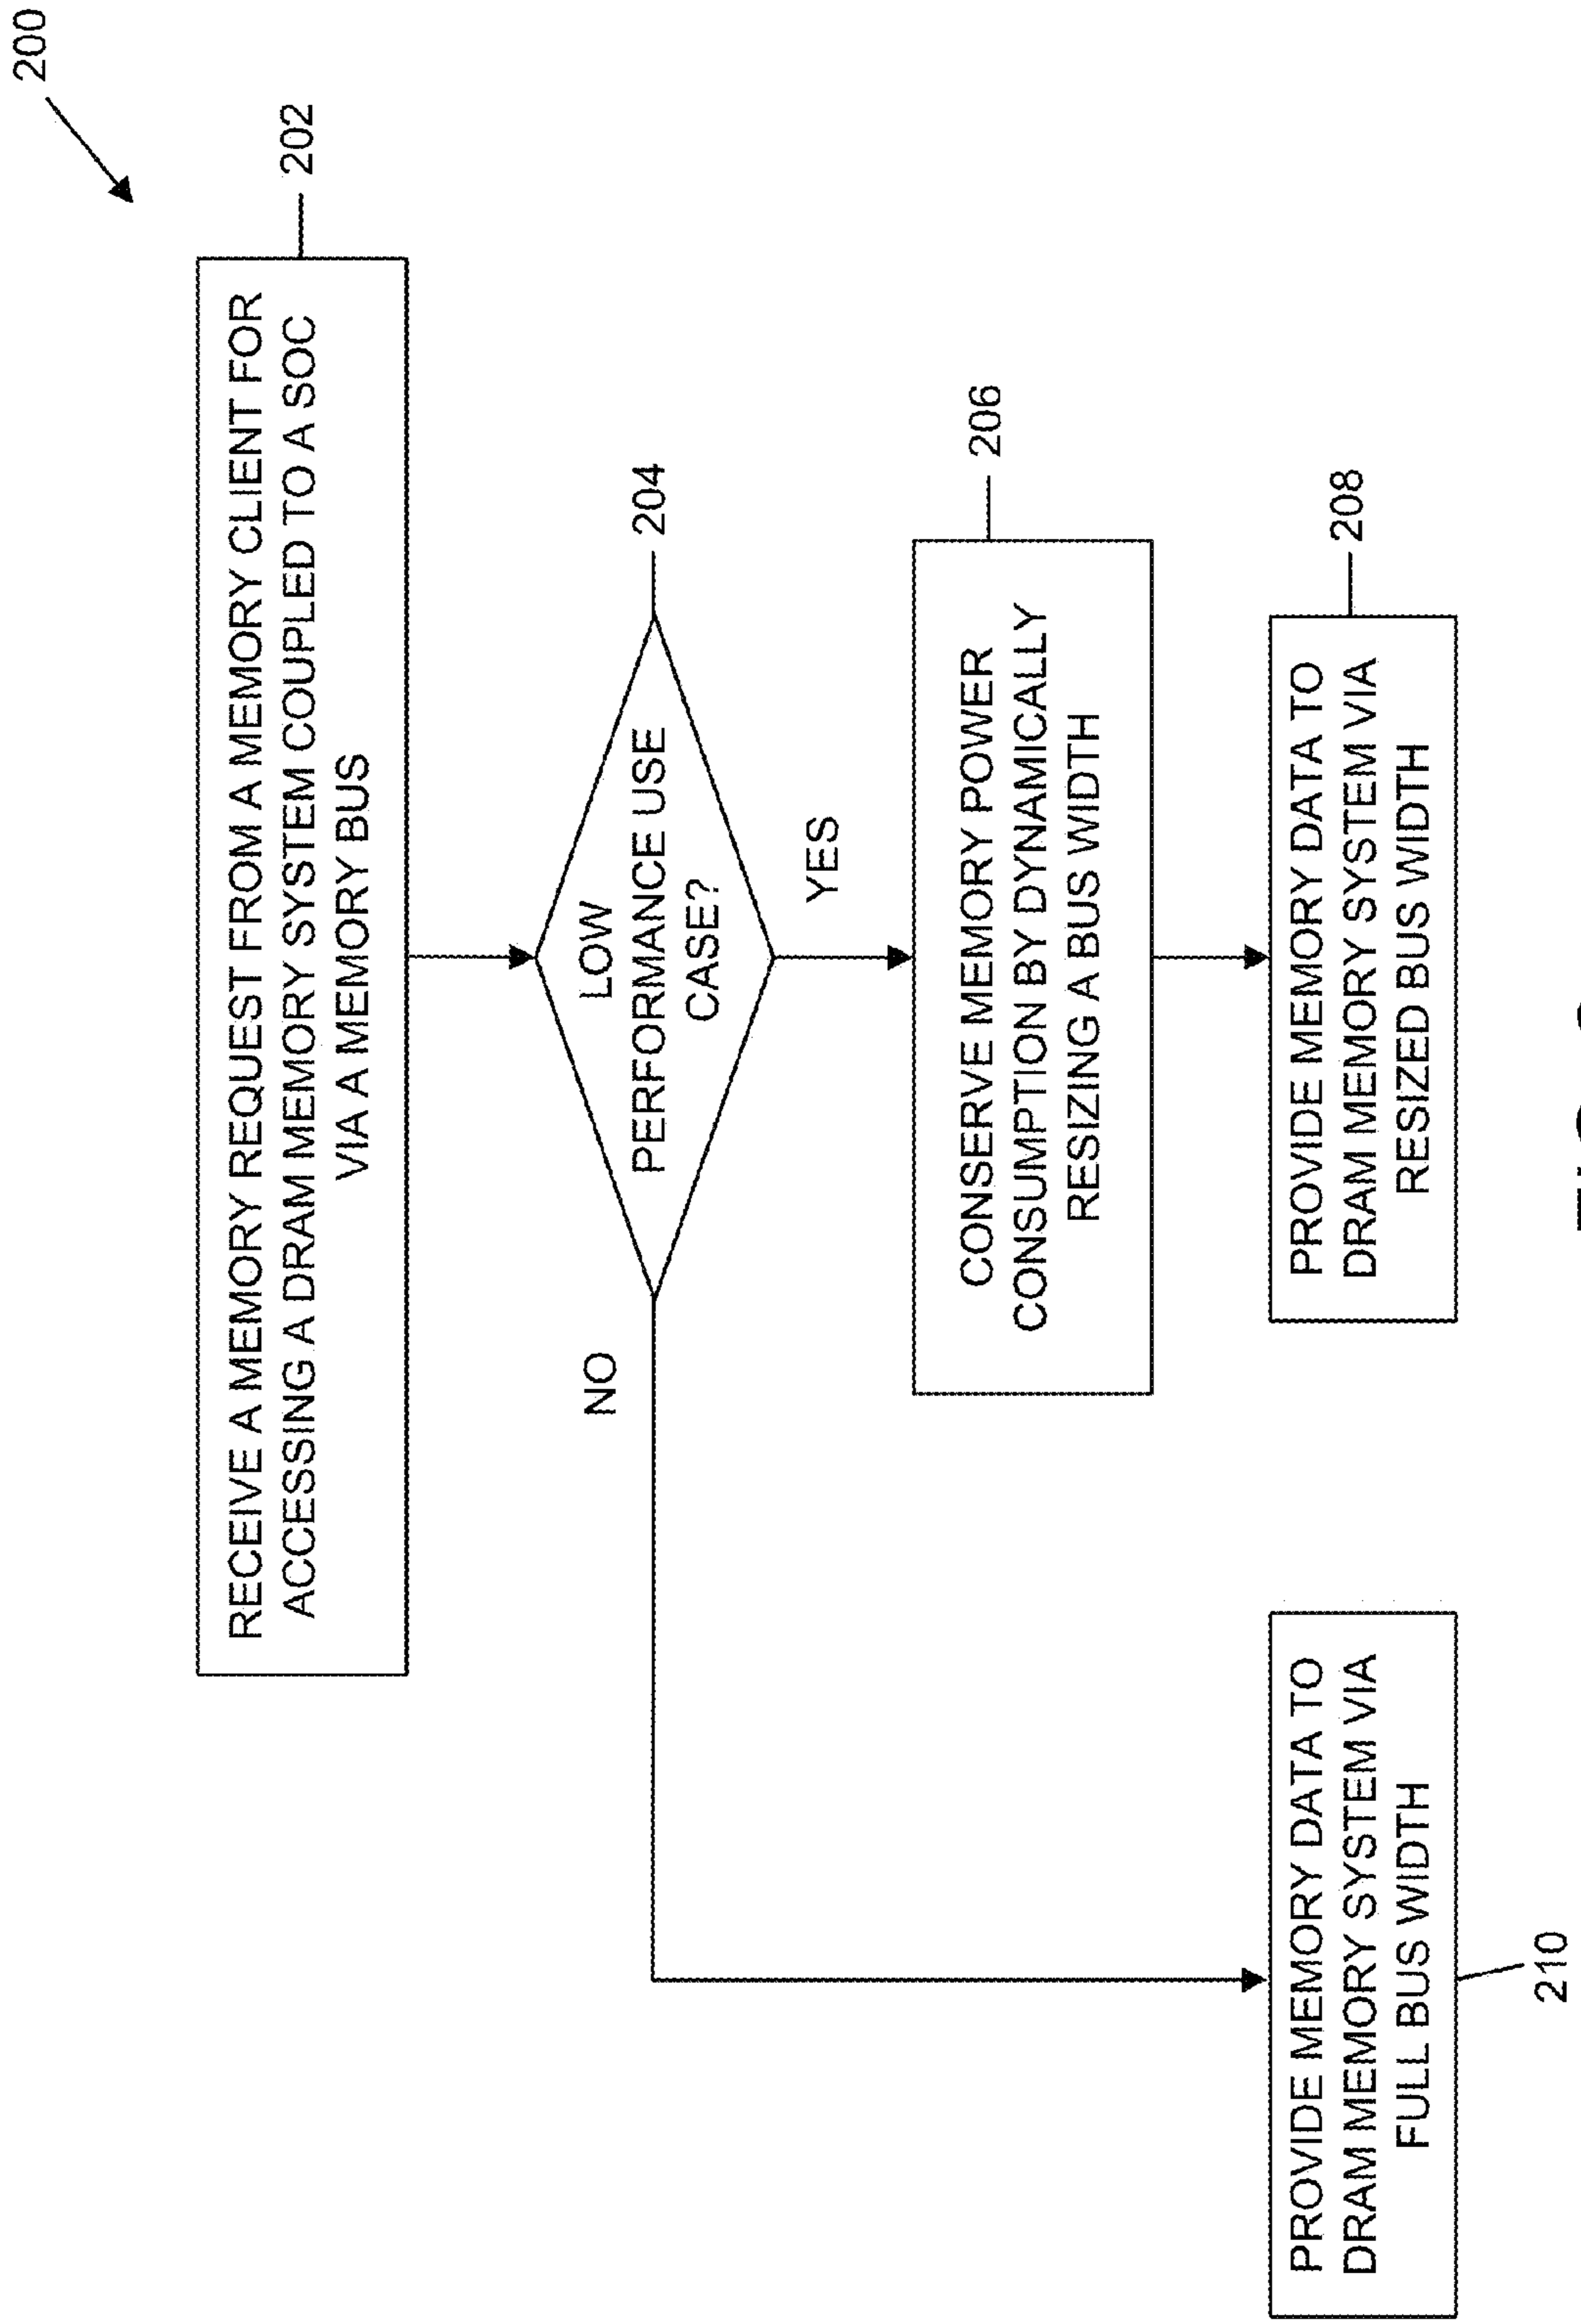 200
RECEIVE A MEMORY REQUEST FROM A MEMORY CLIENT FOR
ACCESSING A DRAM MEMORY SYSTEM COUPLED TO A SOC
VIA A MEMORY BUS
202
LOW
PERFORMANCE USE
CASE?
204
NO
YES
CONSERVE MEMORY POWER
CONSUMPTION BY DYNAMICALLY
RESIZING A BUS WIDTH
206
PROVIDE MEMORY DATA TO
DRAM MEMORY SYSTEM VIA
FULL BUS WIDTH
210
PROVIDE MEMORY DATA TO
DRAM MEMORY SYSTEM VIA
RESIZED BUS WIDTH
208